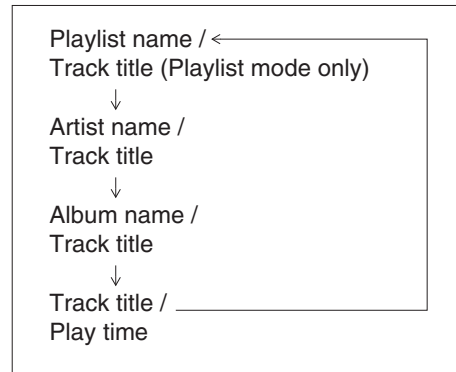 Playlist name /
Track title (Playlist mode only)
Artist name /
Track title
Album name /
Track title
Track title /
Play time